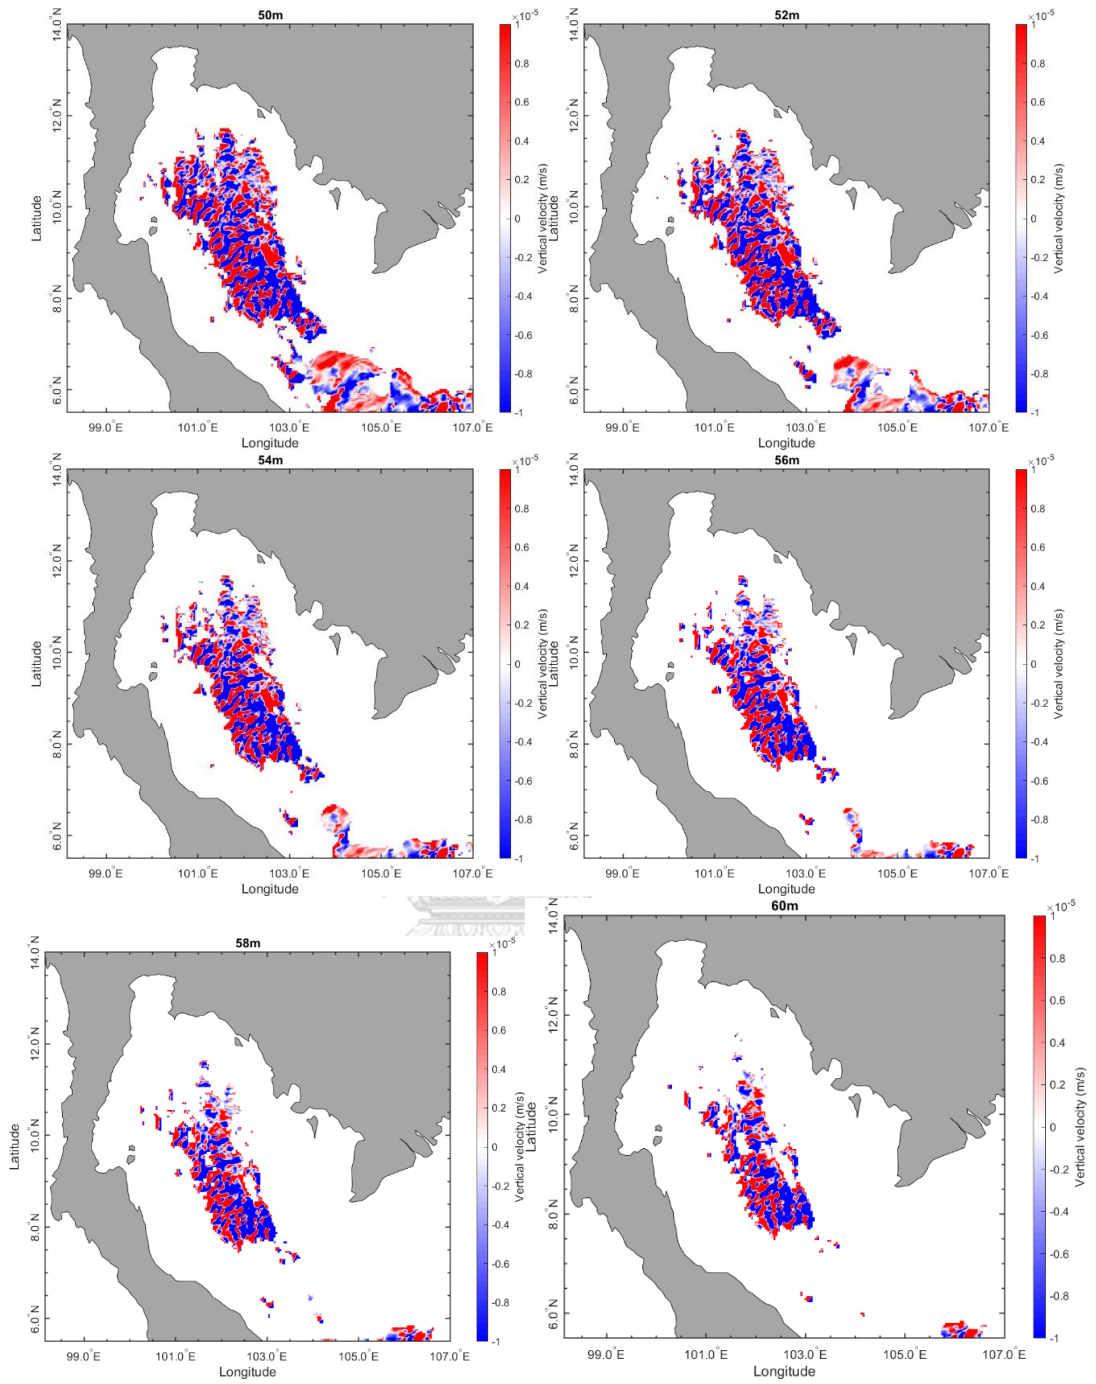 50m
×10⁻⁵
14.0°N
12.0°N
10.0°N
8.0°N
6.0°N
Latitude
99.0°E
101.0°E
103.0°E
105.0°E
107.0°E
Longitude
1
0.8
0.6
0.4
0.2
0
-0.2
-0.4
-0.6
-0.8
-1
Vertical velocity (m/s)
52m
×10⁻⁵
14.0°N
12.0°N
10.0°N
8.0°N
6.0°N
Latitude
99.0°E
101.0°E
103.0°E
105.0°E
107.0°E
Longitude
1
0.8
0.6
0.4
0.2
0
-0.2
-0.4
-0.6
-0.8
-1
Vertical velocity (m/s)
54m
×10⁻⁵
14.0°N
12.0°N
10.0°N
8.0°N
6.0°N
Latitude
99.0°E
101.0°E
103.0°E
105.0°E
107.0°E
Longitude
1
0.8
0.6
0.4
0.2
0
-0.2
-0.4
-0.6
-0.8
-1
Vertical velocity (m/s)
56m
×10⁻⁵
14.0°N
12.0°N
10.0°N
8.0°N
6.0°N
Latitude
99.0°E
101.0°E
103.0°E
105.0°E
107.0°E
Longitude
1
0.8
0.6
0.4
0.2
0
-0.2
-0.4
-0.6
-0.8
-1
Vertical velocity (m/s)
58m
×10⁻⁵
14.0°N
12.0°N
10.0°N
8.0°N
6.0°N
Latitude
99.0°E
101.0°E
103.0°E
105.0°E
107.0°E
Longitude
1
0.8
0.6
0.4
0.2
0
-0.2
-0.4
-0.6
-0.8
-1
Vertical velocity (m/s)
60m
×10⁻⁵
14.0°N
12.0°N
10.0°N
8.0°N
6.0°N
Latitude
99.0°E
101.0°E
103.0°E
105.0°E
107.0°E
Longitude
1
0.8
0.6
0.4
0.2
0
-0.2
-0.4
-0.6
-0.8
-1
Vertical velocity (m/s)